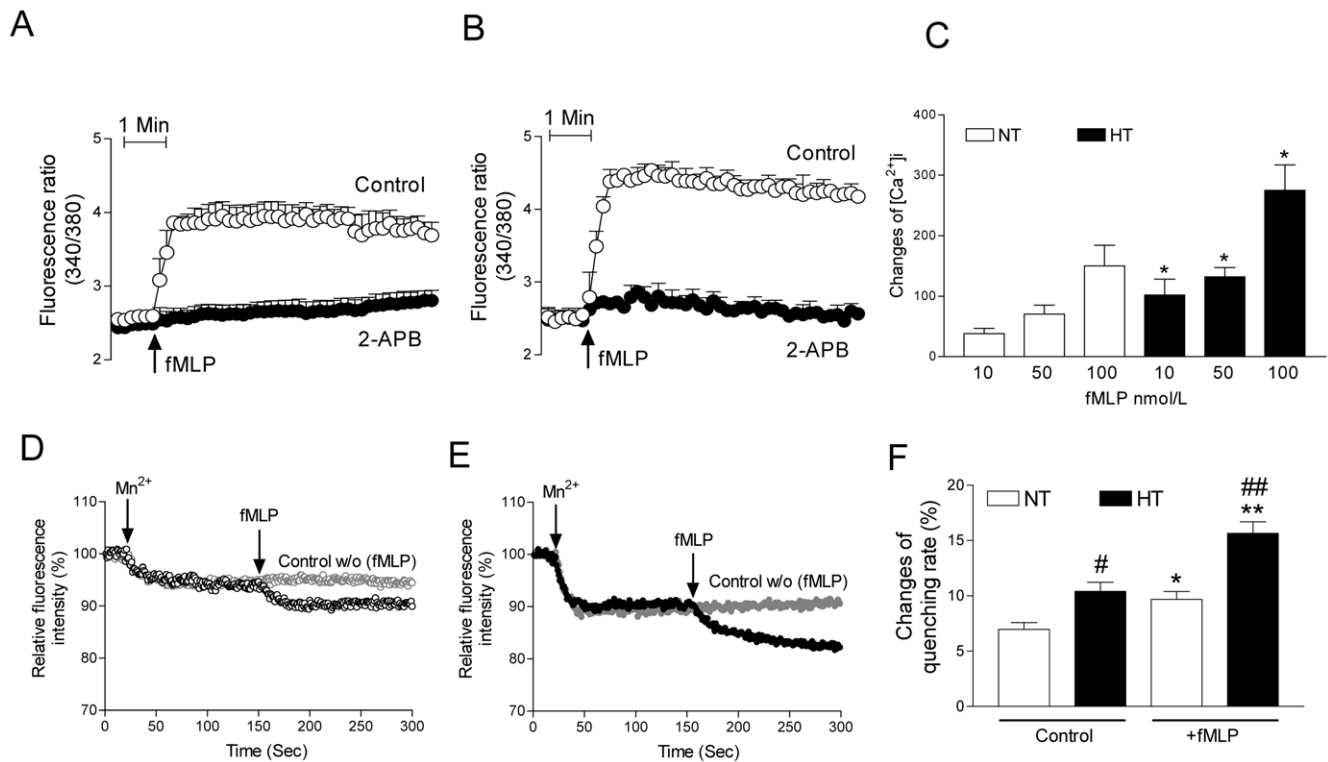 A
1 Min
Fluorescence ratio
(340/380)
5
4
3
2
Control
2-APB
fMLP
B
1 Min
Fluorescence ratio
(340/380)
5
4
3
2
Control
2-APB
fMLP
C
Changes of [Ca²⁺]i
400
300
200
100
0
NT
HT
*
*
*
10 50 100 10 50 100
fMLP nmol/L
D
Relative fluorescence
intensity (%)
110
100
90
80
70
Mn²⁺
fMLP
Control w/o (fMLP)
0 50 100 150 200 250 300
Time (Sec)
E
Relative fluorescence
intensity (%)
110
100
90
80
70
Mn²⁺
fMLP
Control w/o (fMLP)
0 50 100 150 200 250 300
Time (Sec)
F
Changes of
quenching rate (%)
20
15
10
5
0
NT
HT
#
*
##
**
Control +fMLP